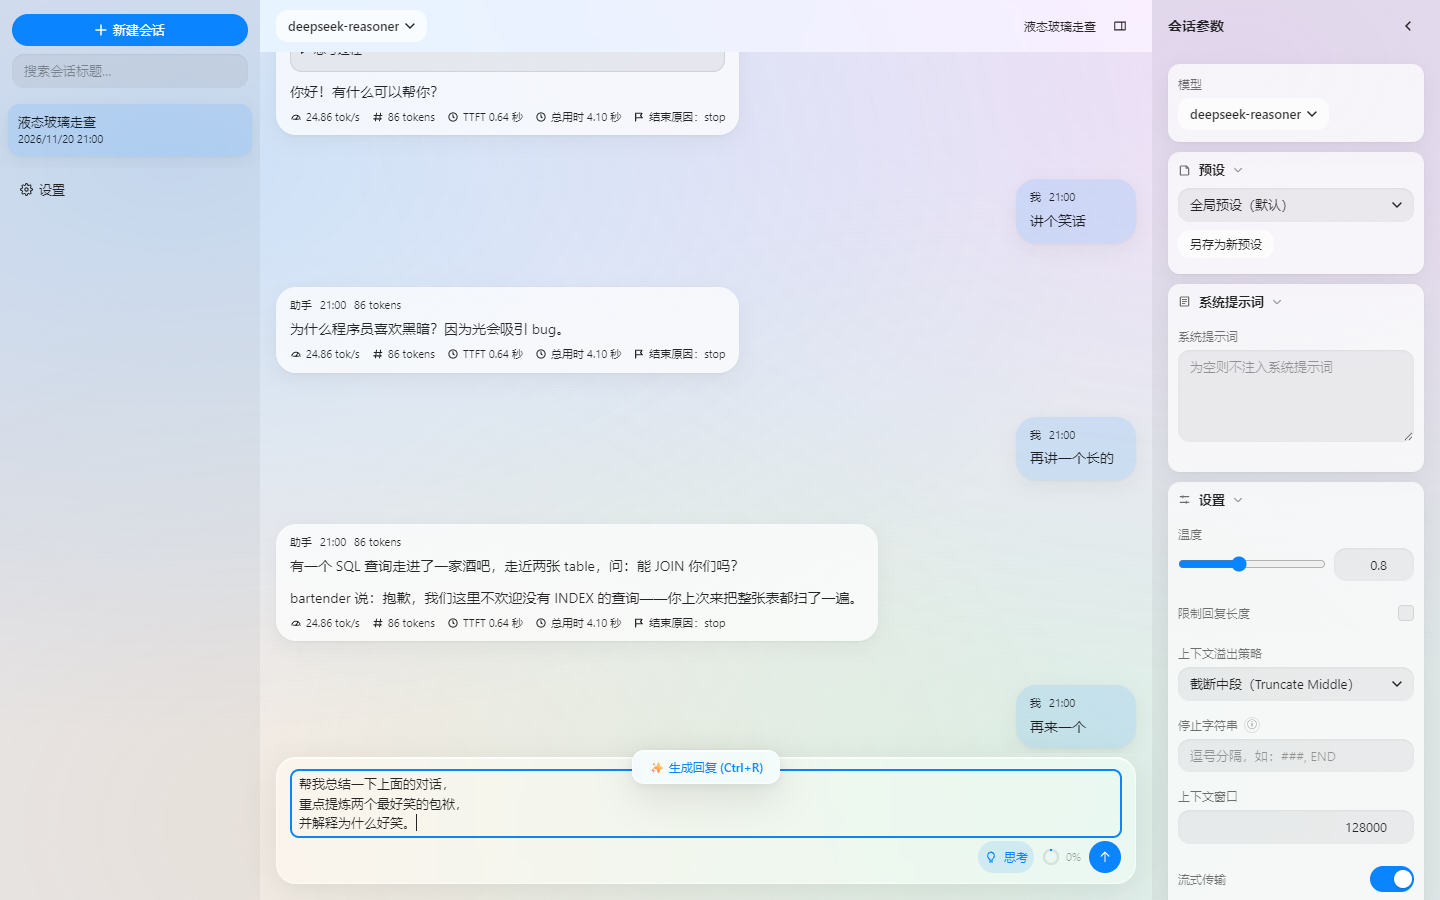 新建会话
搜索会话标题...
液态玻璃走查
2026/11/20 21:00
设置
deepseek-reasoner
液态玻璃走查
你好！有什么可以帮你？
24.86 tok/s 86 tokens TTFT 0.64 秒 总用时 4.10 秒 结束原因：stop
我 21:00
讲个笑话
助手 21:00 86 tokens
为什么程序员喜欢黑暗？因为光会吸引 bug。
24.86 tok/s 86 tokens TTFT 0.64 秒 总用时 4.10 秒 结束原因：stop
我 21:00
再讲一个长的
助手 21:00 86 tokens
有一个 SQL 查询走进了一家酒吧，走近两张 table，问：能 JOIN 你们吗？
bartender 说：抱歉，我们这里不欢迎没有 INDEX 的查询——你上次来把整张表都扫了一遍。
24.86 tok/s 86 tokens TTFT 0.64 秒 总用时 4.10 秒 结束原因：stop
我 21:00
再来一个
生成回复 (Ctrl+R)
帮我总结一下上面的对话，
重点提炼两个最好笑的包袱，
并解释为什么好笑。
思考 0%
会话参数
模型
deepseek-reasoner
预设
全局预设（默认）
另存为新预设
系统提示词
系统提示词
为空则不注入系统提示词
设置
温度
0.8
限制回复长度
上下文溢出策略
截断中段（Truncate Middle）
停止字符串
逗号分隔，如：###, END
上下文窗口
128000
流式传输